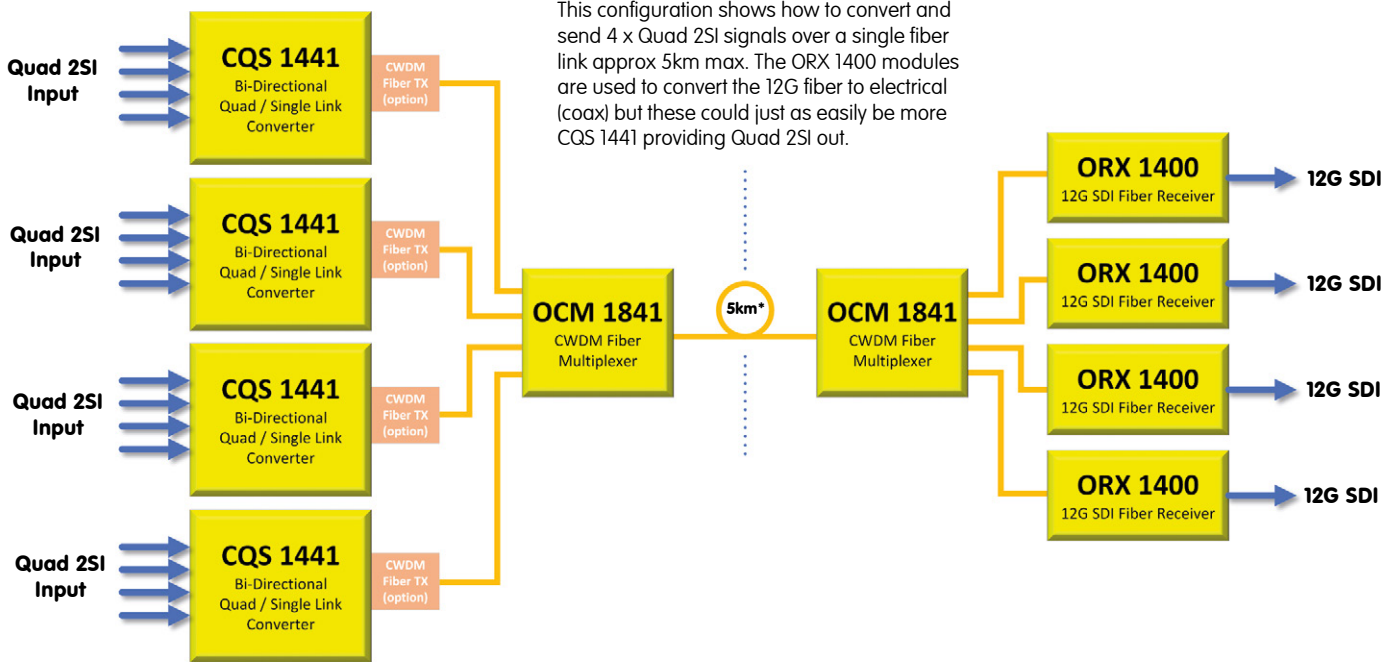 This configuration shows how to convert and
send 4 x Quad 2SI signals over a single fiber
link approx 5km max. The ORX 1400 modules
are used to convert the 12G fiber to electrical
(coax) but these could just as easily be more
CQS 1441 providing Quad 2SI out.
Quad 2SI
Input
CQS 1441
Bi-Directional
Quad / Single Link
Converter
CWDM
Fiber TX
(option)
Quad 2SI
Input
CQS 1441
Bi-Directional
Quad / Single Link
Converter
CWDM
Fiber TX
(option)
Quad 2SI
Input
CQS 1441
Bi-Directional
Quad / Single Link
Converter
CWDM
Fiber TX
(option)
Quad 2SI
Input
CQS 1441
Bi-Directional
Quad / Single Link
Converter
CWDM
Fiber TX
(option)
OCM 1841
CWDM Fiber
Multiplexer
5km*
OCM 1841
CWDM Fiber
Multiplexer
ORX 1400
12G SDI Fiber Receiver
12G SDI
ORX 1400
12G SDI Fiber Receiver
12G SDI
ORX 1400
12G SDI Fiber Receiver
12G SDI
ORX 1400
12G SDI Fiber Receiver
12G SDI